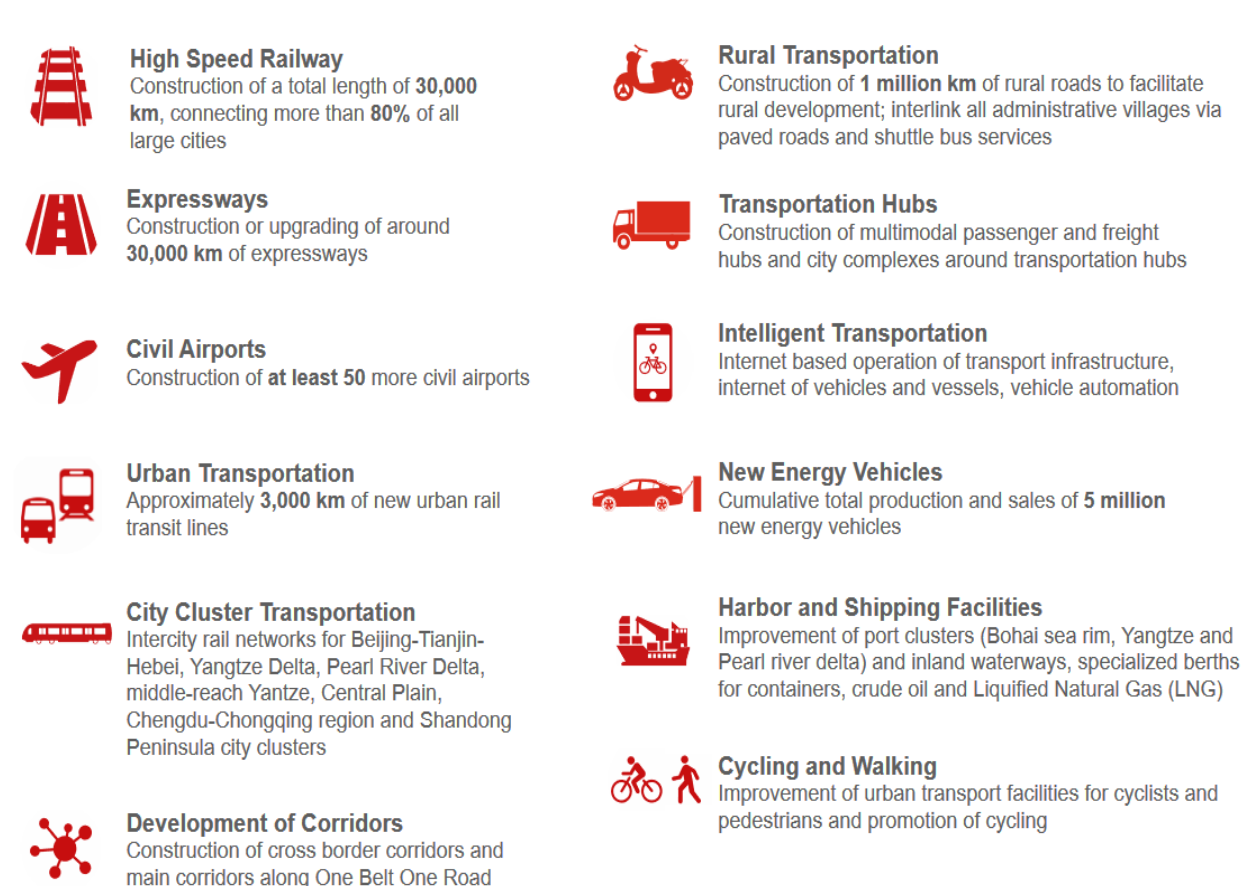 High Speed Railway
Construction of a total length of 30,000
km, connecting more than 80% of all
large cities
Expressways
Construction or upgrading of around
30,000 km of expressways
Civil Airports
Construction of at least 50 more civil airports
Urban Transportation
Approximately 3,000 km of new urban rail
transit lines
City Cluster Transportation
Intercity rail networks for Beijing-Tianjin-
Hebei, Yangtze Delta, Pearl River Delta,
middle-reach Yantze, Central Plain,
Chengdu-Chongqing region and Shandong
Peninsula city clusters
Development of Corridors
Construction of cross border corridors and
main corridors along One Belt One Road
Rural Transportation
Construction of 1 million km of rural roads to facilitate
rural development; interlink all administrative villages via
paved roads and shuttle bus services
Transportation Hubs
Construction of multimodal passenger and freight
hubs and city complexes around transportation hubs
Intelligent Transportation
Internet based operation of transport infrastructure,
internet of vehicles and vessels, vehicle automation
New Energy Vehicles
Cumulative total production and sales of 5 million
new energy vehicles
Harbor and Shipping Facilities
Improvement of port clusters (Bohai sea rim, Yangtze and
Pearl river delta) and inland waterways, specialized berths
for containers, crude oil and Liquified Natural Gas (LNG)
Cycling and Walking
Improvement of urban transport facilities for cyclists and
pedestrians and promotion of cycling